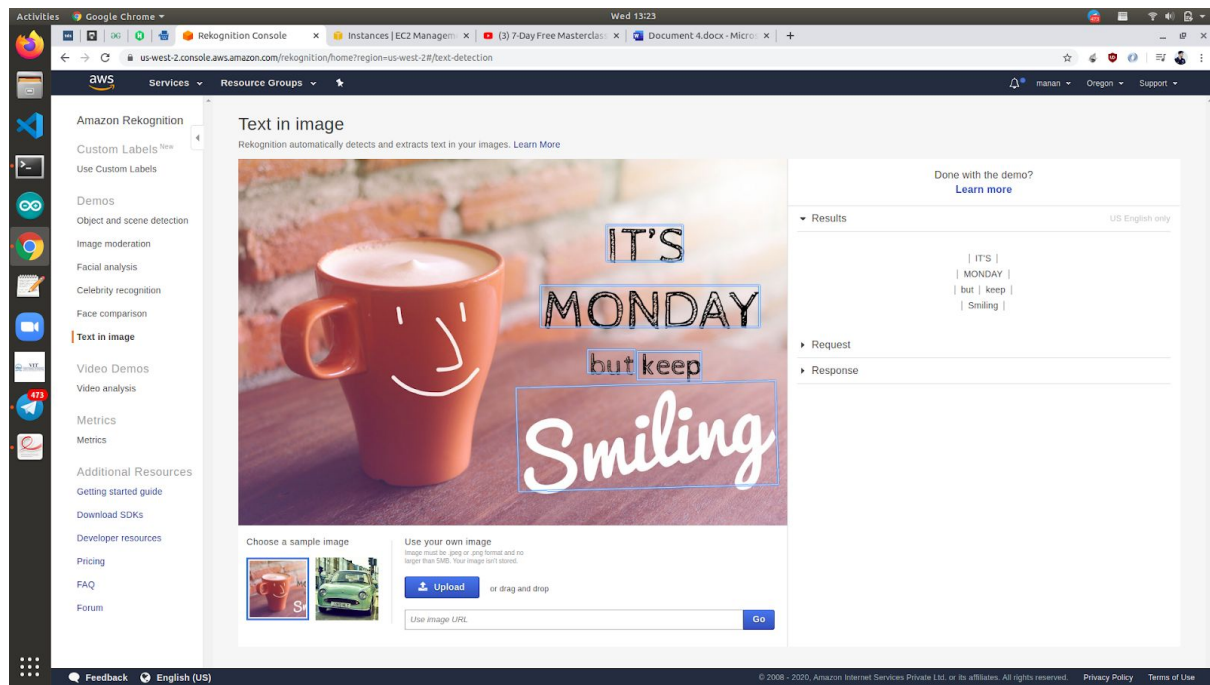 Activities
Google Chrome
Wed 13:23
Rekognition Console
Instances | EC2 Managem
(3) 7-Day Free Masterclass
Document 4.docx - Micros
us-west-2.console.aws.amazon.com/rekognition/home?region=us-west-2#/text-detection
aws
Services
Resource Groups
manan
Oregon
Support
Amazon Rekognition
Custom Labels New
Use Custom Labels
Demos
Object and scene detection
Image moderation
Facial analysis
Celebrity recognition
Face comparison
Text in image
Video Demos
Video analysis
Metrics
Metrics
Additional Resources
Getting started guide
Download SDKs
Developer resources
Pricing
FAQ
Forum
473
Text in image
Rekognition automatically detects and extracts text in your images. Learn More
IT'S
MONDAY
but keep
Smiling
Done with the demo?
Learn more
Results
US English only
| IT'S |
| MONDAY |
| but | keep |
| Smiling |
Request
Response
Choose a sample image
Use your own image
Image must be .jpeg or .png format and no
larger than 5MB. Your image isn't stored.
Upload
or drag and drop
Use image URL
Go
Feedback
English (US)
© 2008 - 2020, Amazon Internet Services Private Ltd. or its affiliates. All rights reserved.
Privacy Policy
Terms of Use